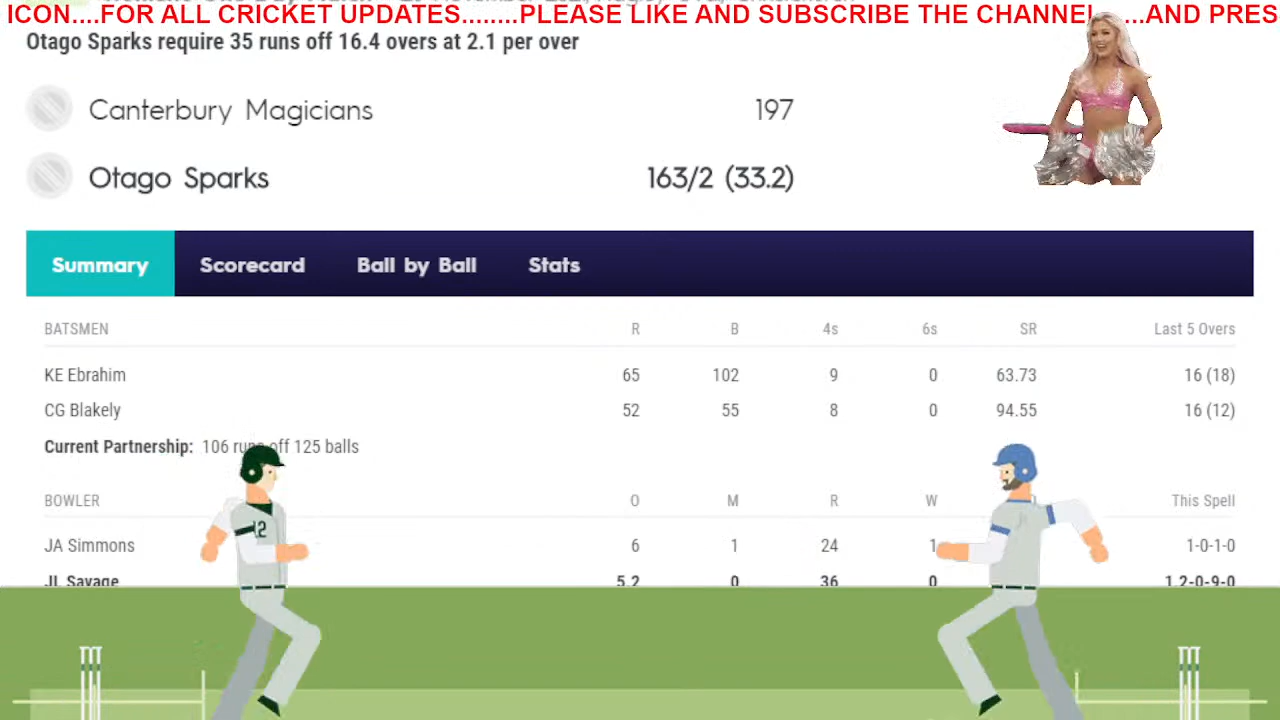 ICON....FOR ALL CRICKET UPDATES........PLEASE LIKE AND SUBSCRIBE THE CHANNEL ...AND PRES
Otago Sparks require 35 runs off 16.4 overs at 2.1 per over
Canterbury Magicians 197
Otago Sparks 163/2 (33.2)
Summary Scorecard Ball by Ball Stats
BATSMEN R B 4s 6s SR Last 5 Overs
KE Ebrahim 65 102 9 0 63.73 16 (18)
CG Blakely 52 55 8 0 94.55 16 (12)
Current Partnership: 106 runs off 125 balls
BOWLER O M R W This Spell
JA Simmons 6 1 24 1 1-0-1-0
12
JL Savage 5.2 0 36 0 1.2-0-9-0